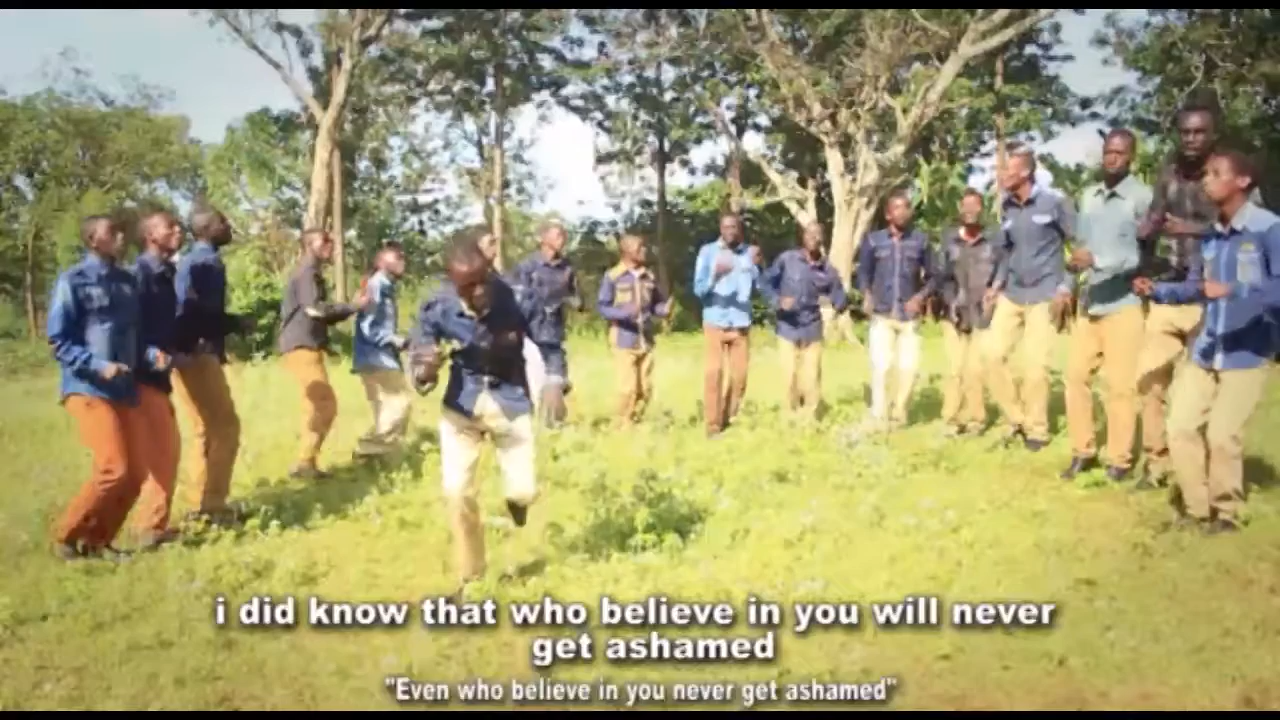 i did know that who believe in you will never
get ashamed
"Even who believe in you never get ashamed"